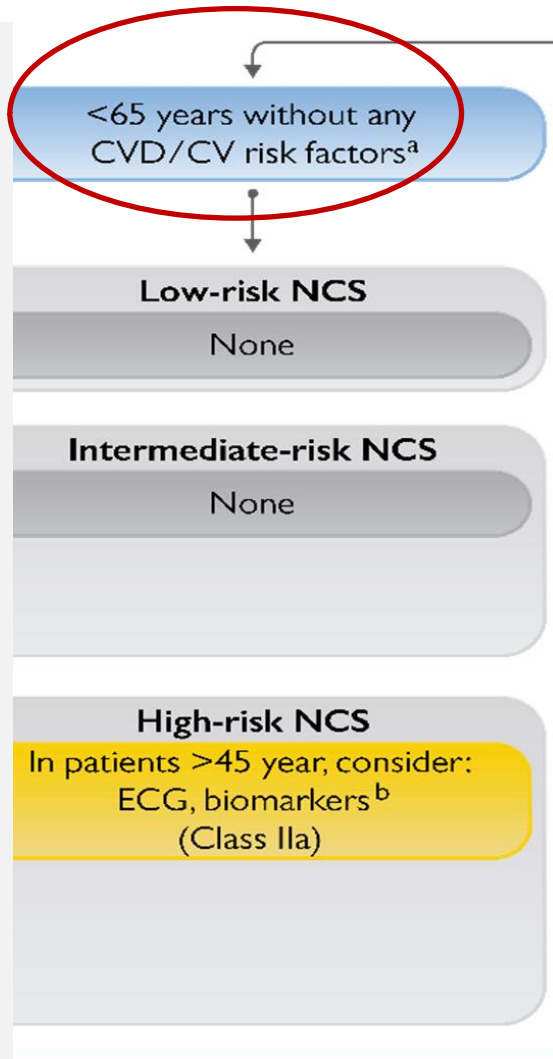 <65 years without any
CVD/CV risk factorsᵃ
Low-risk NCS
None
Intermediate-risk NCS
None
High-risk NCS
In patients >45 year, consider:
ECG, biomarkersᵇ
(Class IIa)